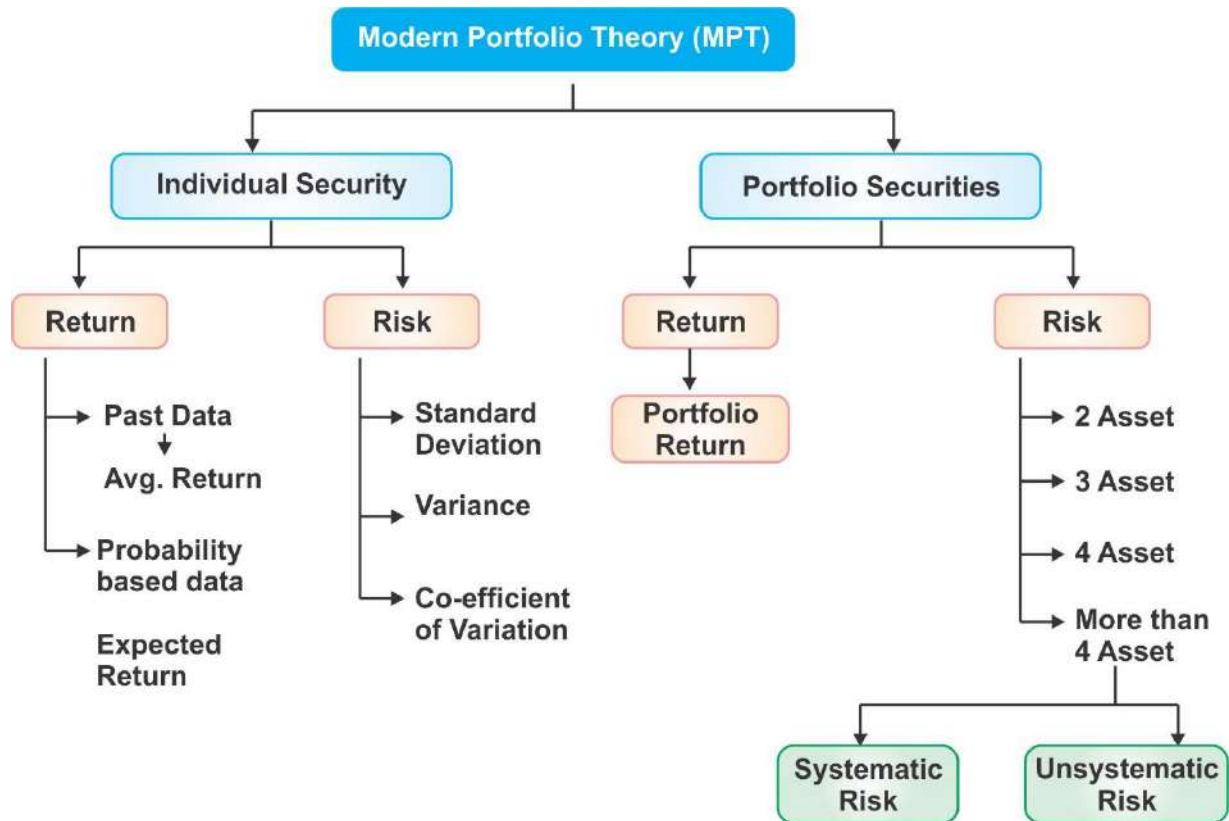 Modern Portfolio Theory (MPT)
Individual Security
Portfolio Securities
Return
Risk
Return
Risk
Past Data
Avg. Return
Probability
based data
Expected
Return
Standard
Deviation
Variance
Co-efficient
of Variation
Portfolio
Return
2 Asset
3 Asset
4 Asset
More than
4 Asset
Systematic
Risk
Unsystematic
Risk